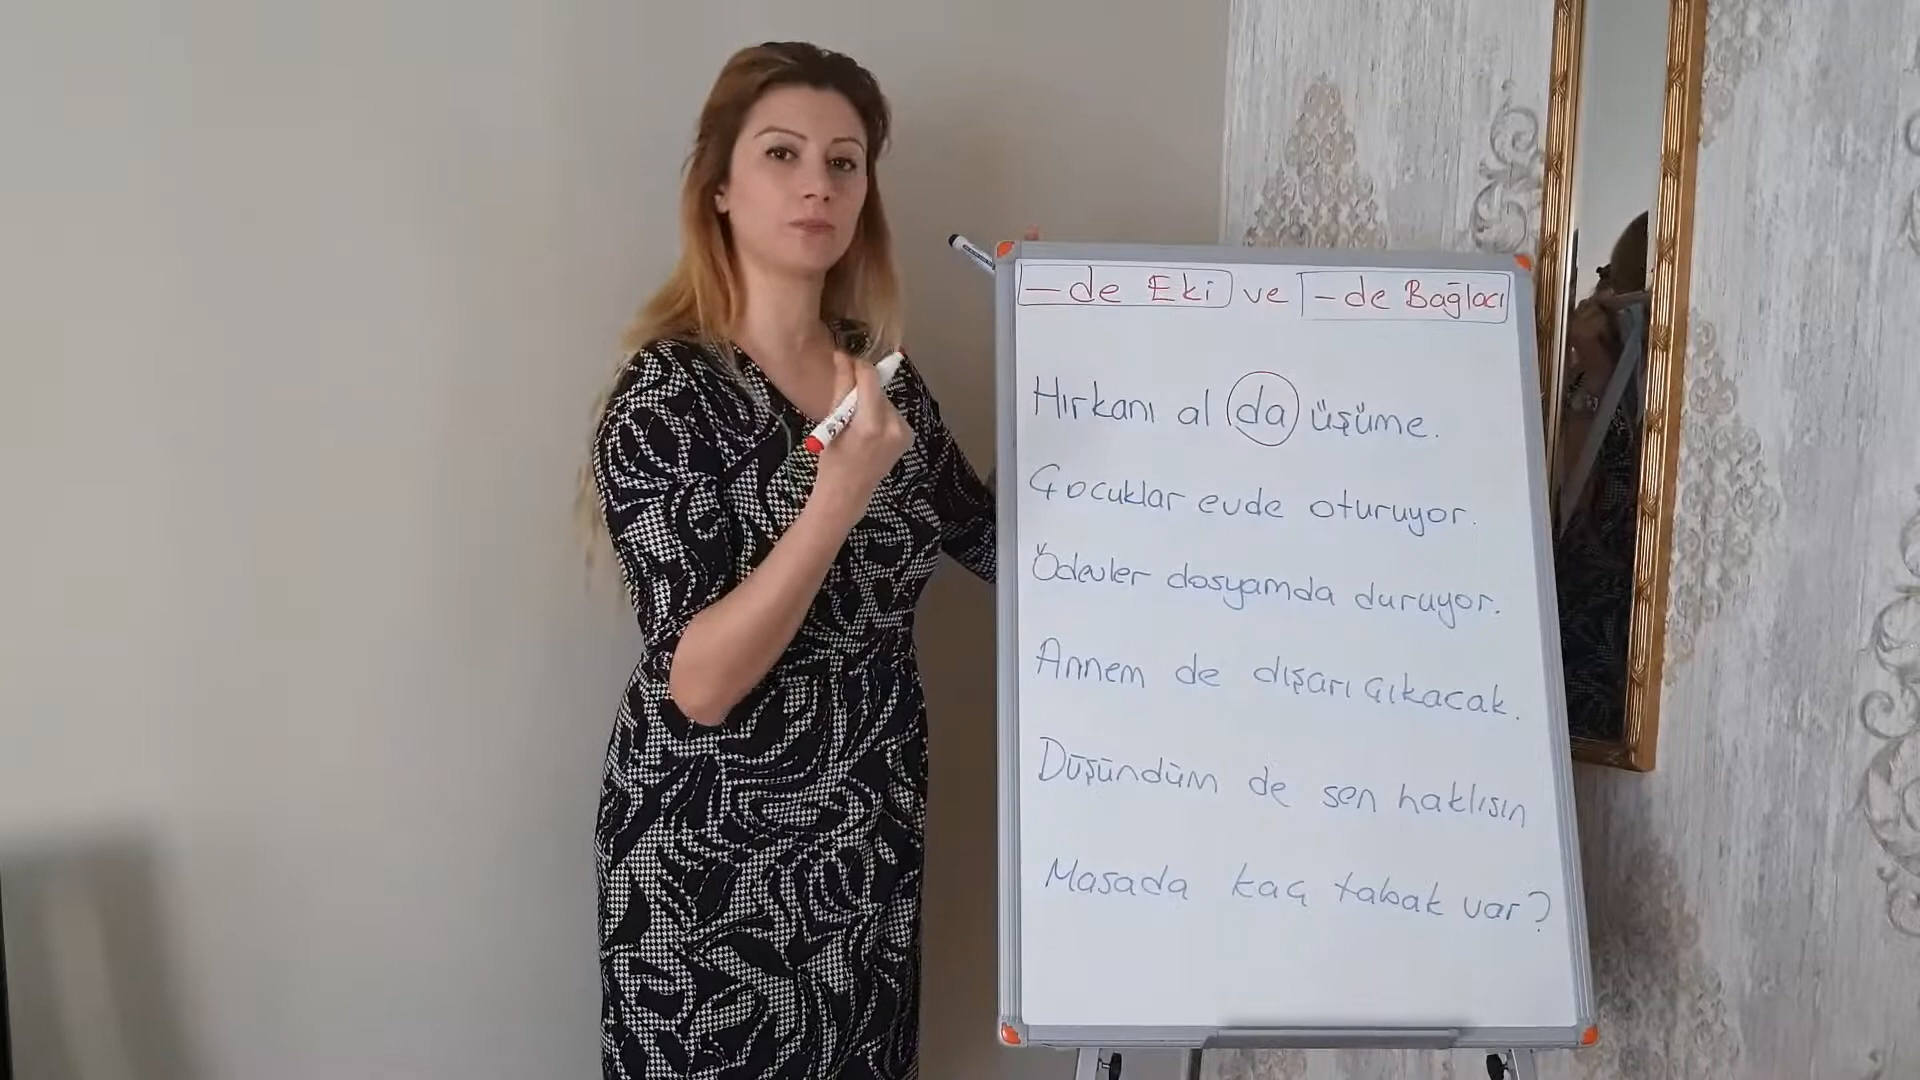 -de Eki ve -de Bağlacı
Hırkanı al da üşüme.
Çocuklar evde oturuyor.
Ödevler dosyamda duruyor.
Annem de dışarı çıkacak.
Düşündüm de sen haklısın
Masada kaç tabak var?